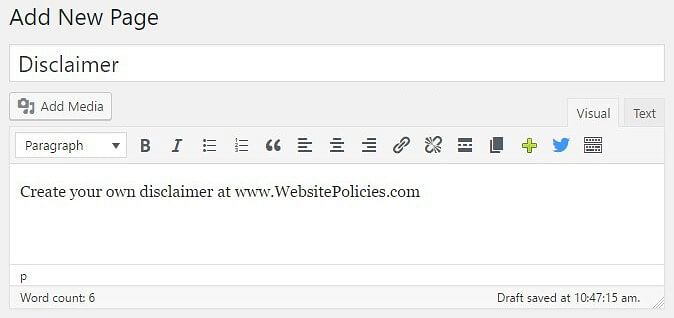 Add New Page
Disclaimer
Add Media
Visual Text
Paragraph B I
Create your own disclaimer at www.WebsitePolicies.com
p
Word count: 6 Draft saved at 10:47:15 am.